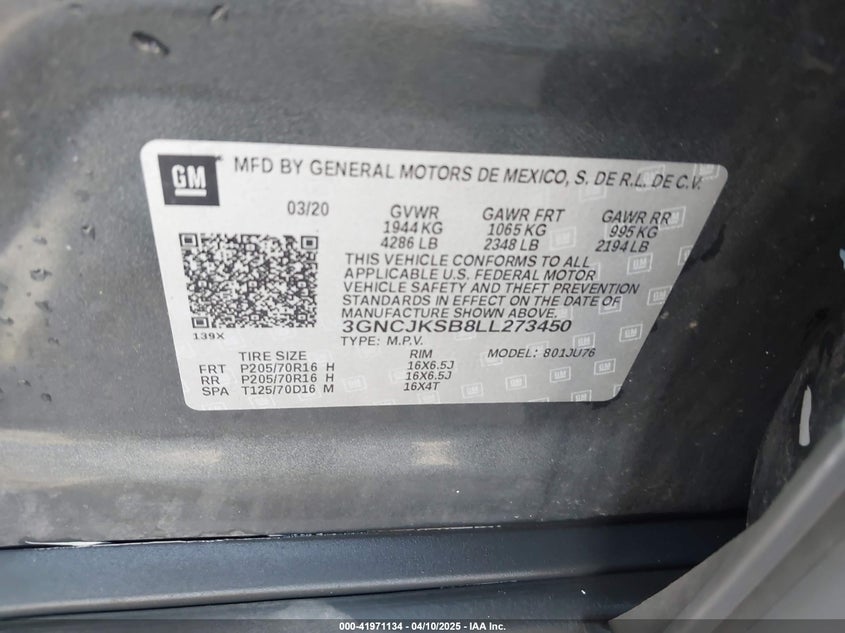 GM
MFD BY GENERAL MOTORS DE MEXICO, S. DE R.L. DE C.V.
03/20 GVWR GAWR FRT GAWR RR
1944 KG 1065 KG 995 KG
4286 LB 2348 LB 2194 LB
THIS VEHICLE CONFORMS TO ALL
APPLICABLE U.S. FEDERAL MOTOR
VEHICLE SAFETY AND THEFT PREVENTION
STANDARDS IN EFFECT ON THE DATE OF
MANUFACTURE SHOWN ABOVE.
3GNCJKSB8LL273450
139X
TYPE: M.P.V. MODEL: 801JU76
TIRE SIZE RIM
FRT P205/70R16 H 16X6.5J
RR P205/70R16 H 16X6.5J
SPA T125/70D16 M 16X4T
000-41971134 - 04/10/2025 - © IAA Inc.